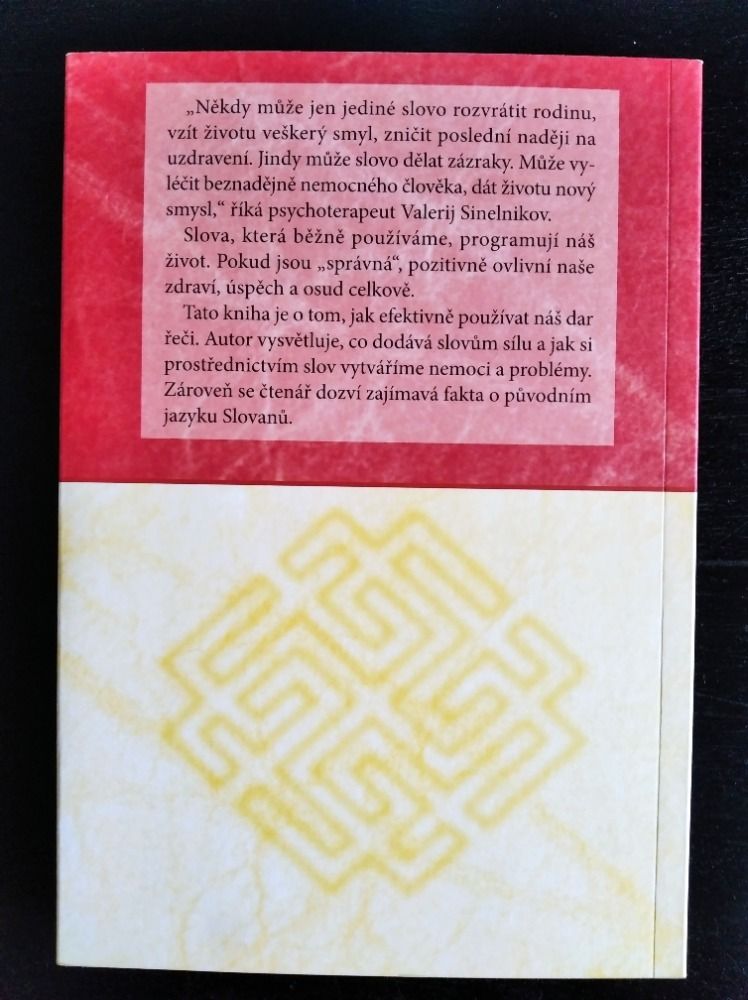 „Někdy může jen jediné slovo rozvrátit rodinu,
vzít životu veškerý smyl, zničit poslední naději na
uzdravení. Jindy může slovo dělat zázraky. Může vy-
léčit beznadějně nemocného člověka, dát životu nový
smysl,“ říká psychoterapeut Valerij Sinelnikov.
Slova, která běžně používáme, programují náš
život. Pokud jsou „správná“, pozitivně ovlivní naše
zdraví, úspěch a osud celkově.
Tato kniha je o tom, jak efektivně používat náš dar
řeči. Autor vysvětluje, co dodává slovům sílu a jak si
prostřednictvím slov vytváříme nemoci a problémy.
Zároveň se čtenář dozví zajímavá fakta o původním
jazyku Slovanů.